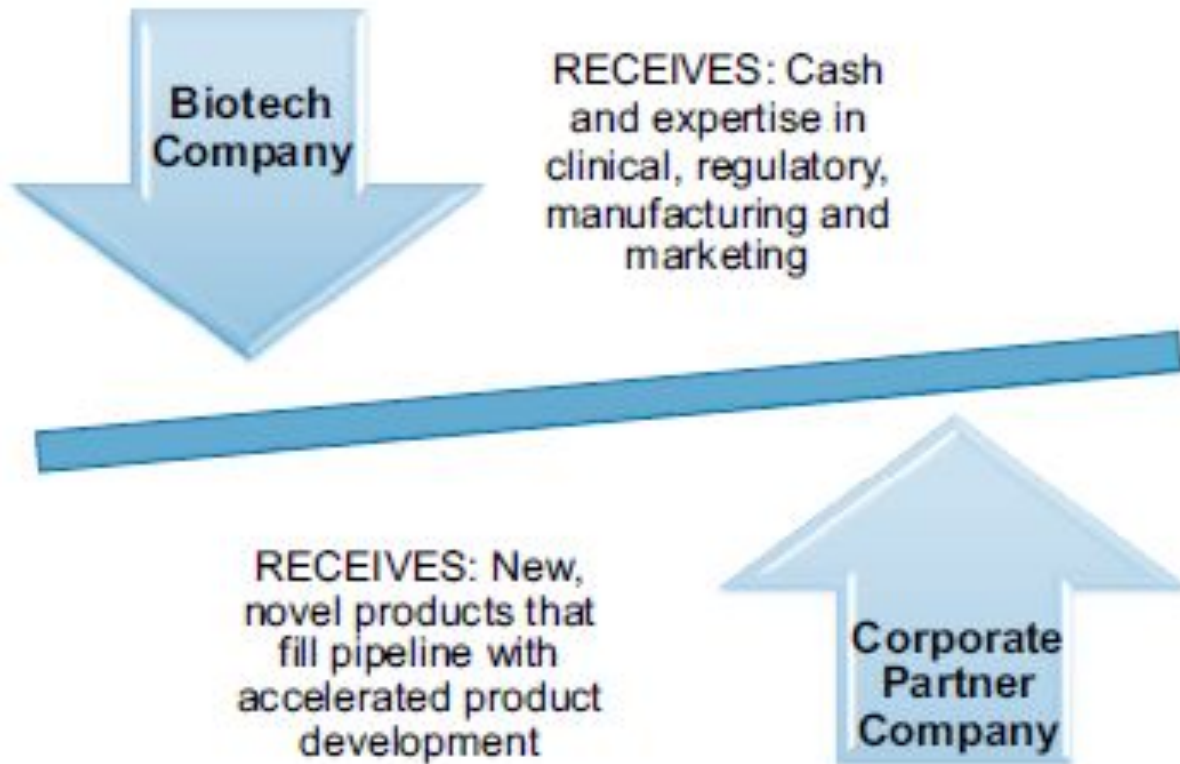 Biotech
Company
RECEIVES: Cash
and expertise in
clinical, regulatory,
manufacturing and
marketing
RECEIVES: New,
novel products that
fill pipeline with
accelerated product
development
Corporate
Partner
Company